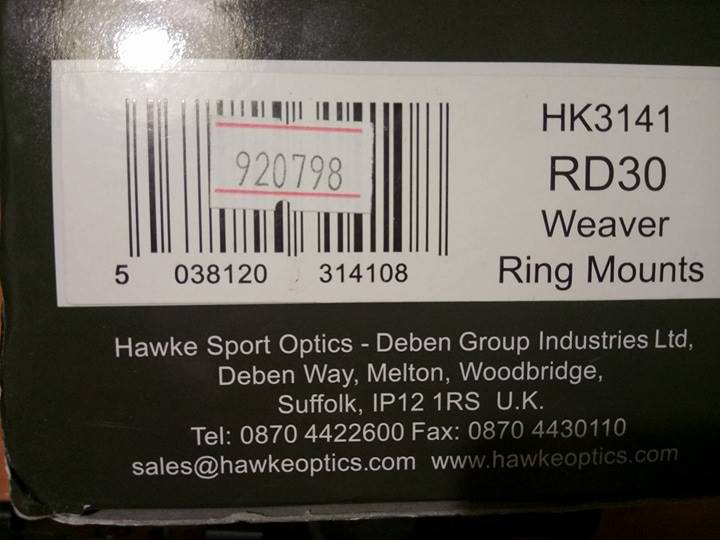 920798
5 038120 314108
HK3141
RD30
Weaver
Ring Mounts
Hawke Sport Optics - Deben Group Industries Ltd,
Deben Way, Melton, Woodbridge,
Suffolk, IP12 1RS U.K.
Tel: 0870 4422600 Fax: 0870 4430110
sales@hawkeoptics.com www.hawkeoptics.com